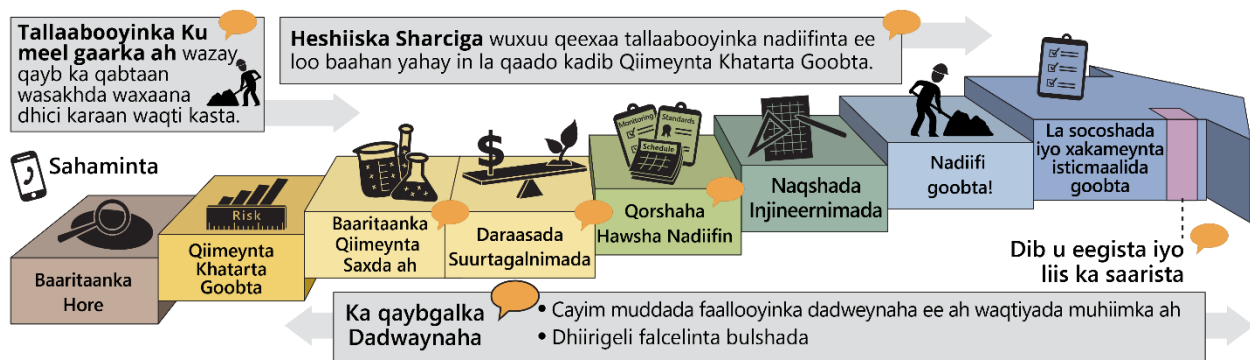 Tallaabooyinka Ku
meel gaarka ah wazay
qayb ka qabtaan
wasakhda waxaana
dhici karaan waqti kasta.
Heshiiska Sharciga wuxuu qeexaa tallaabooyinka nadiifinta ee
loo baahan yahay in la qaado kadib Qiimeynta Khatarta Goobta.
Sahaminta
Baaritaanka
Hore
Risk
Qiimeynta
Khatarta
Goobta
Baaritaanka
Qiimeynta
Saxda ah
$
Daraasada
Suurtagalnimada
Monitoring
Standards
Schedule
Qorshaha
Hawsha Nadiifin
Naqshada
Injineernimada
Nadiifi
goobta!
La socoshada
iyo xakameynta
isticmaalida
goobta
Dib u eegista iyo
liis ka saarista
Ka qaybgalka
Dadwaynaha
• Cayim muddada faallooyinka dadweynaha ee ah waqtiyada muhiimka ah
• Dhiirigeli falcelinta bulshada